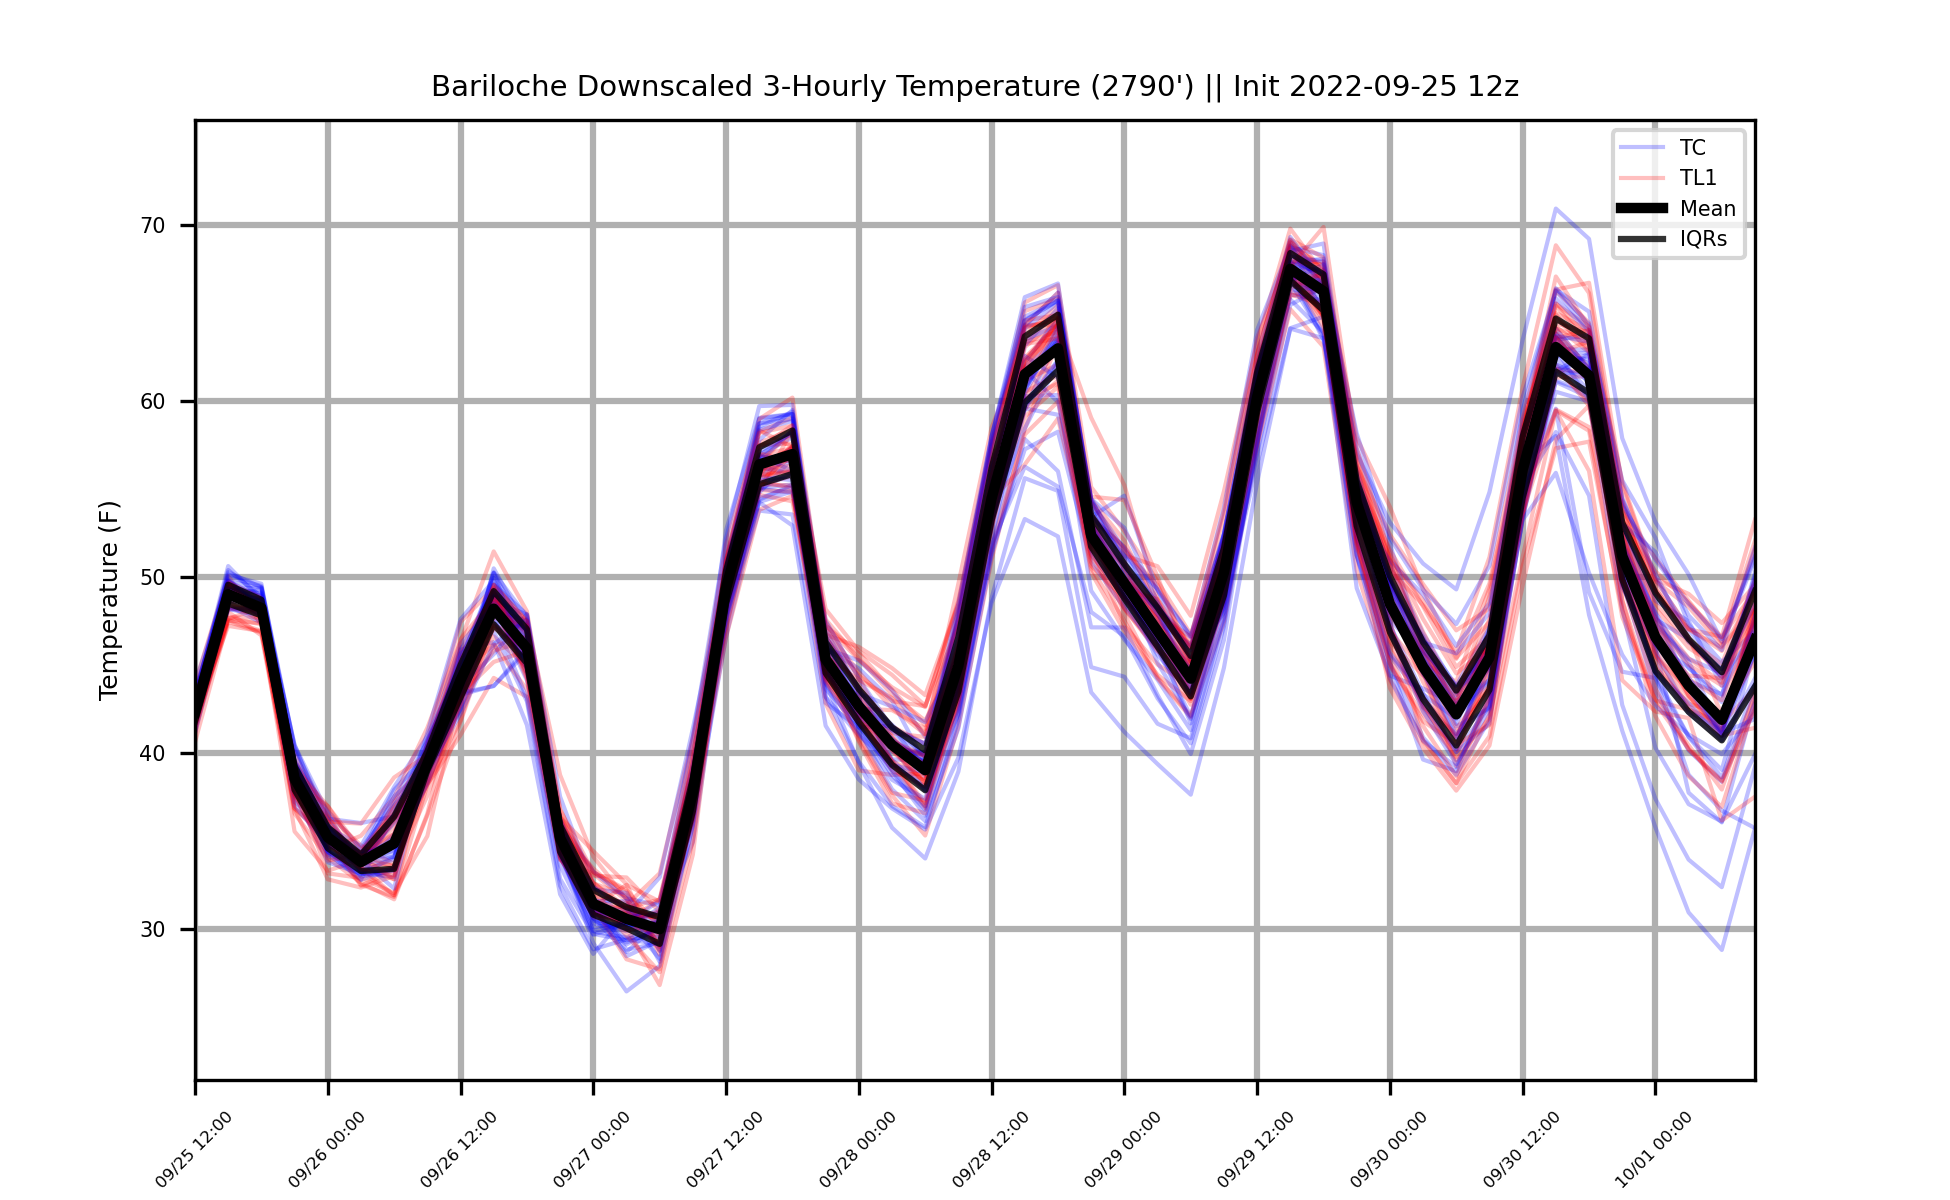 Bariloche Downscaled 3-Hourly Temperature (2790') || Init 2022-09-25 12z
TC
TL1
Mean
IQRs
Temperature (F)
70
60
50
40
30
09/25 12:00
09/26 00:00
09/26 12:00
09/27 00:00
09/27 12:00
09/28 00:00
09/28 12:00
09/29 00:00
09/29 12:00
09/30 00:00
09/30 12:00
10/01 00:00